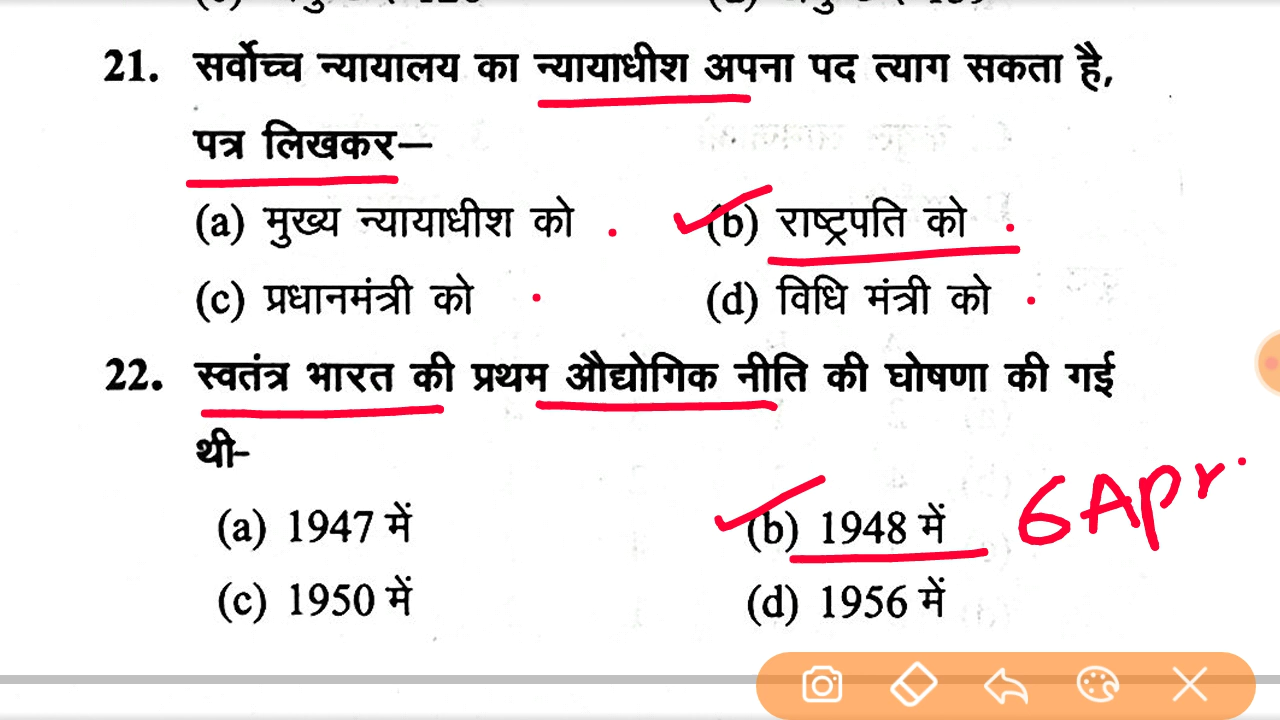 21. सर्वोच्च न्यायालय का न्यायाधीश अपना पद त्याग सकता है,
पत्र लिखकर—
(a) मुख्य न्यायाधीश को (b) राष्ट्रपति को
(c) प्रधानमंत्री को (d) विधि मंत्री को
22. स्वतंत्र भारत की प्रथम औद्योगिक नीति की घोषणा की गई
थी-
(a) 1947 में (b) 1948 में 6 Apr.
(c) 1950 में (d) 1956 में